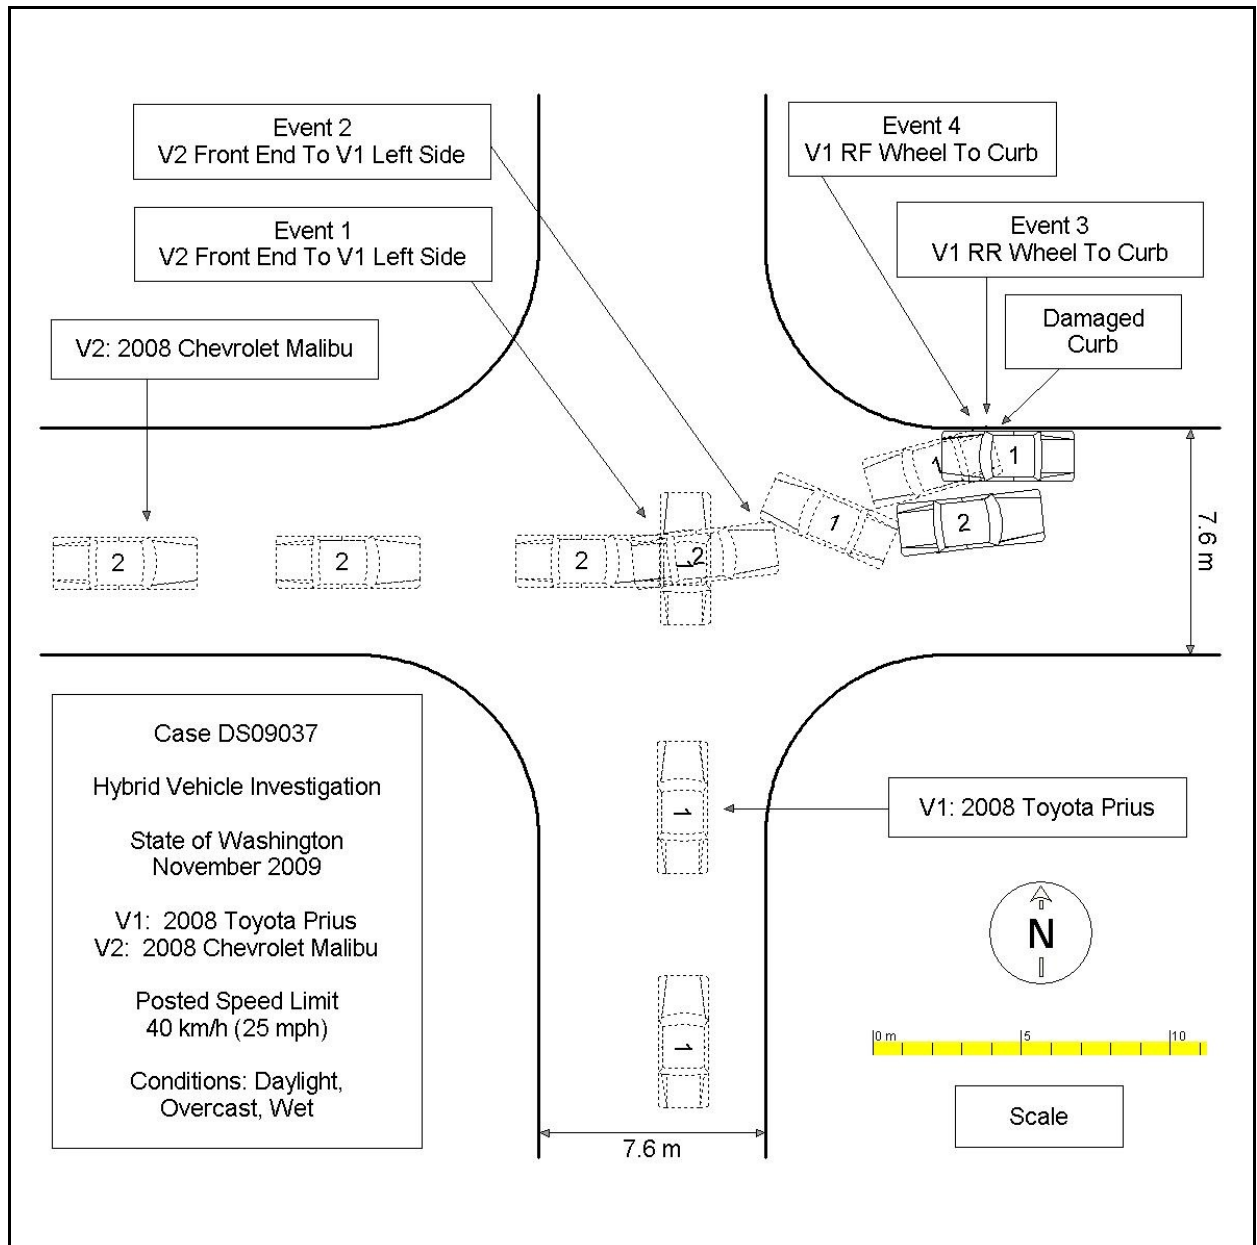 Event 2
V2 Front End To V1 Left Side
Event 4
V1 RF Wheel To Curb
Event 1
V2 Front End To V1 Left Side
Event 3
V1 RR Wheel To Curb
Damaged
Curb
V2: 2008 Chevrolet Malibu
1
1
2
1
2
2
2
2
1
7.6 m
Case DS09037
Hybrid Vehicle Investigation
State of Washington
November 2009
V1: 2008 Toyota Prius
V2: 2008 Chevrolet Malibu
Posted Speed Limit
40 km/h (25 mph)
Conditions: Daylight,
Overcast, Wet
1
V1: 2008 Toyota Prius
N
1
0 m
5
10
Scale
7.6 m